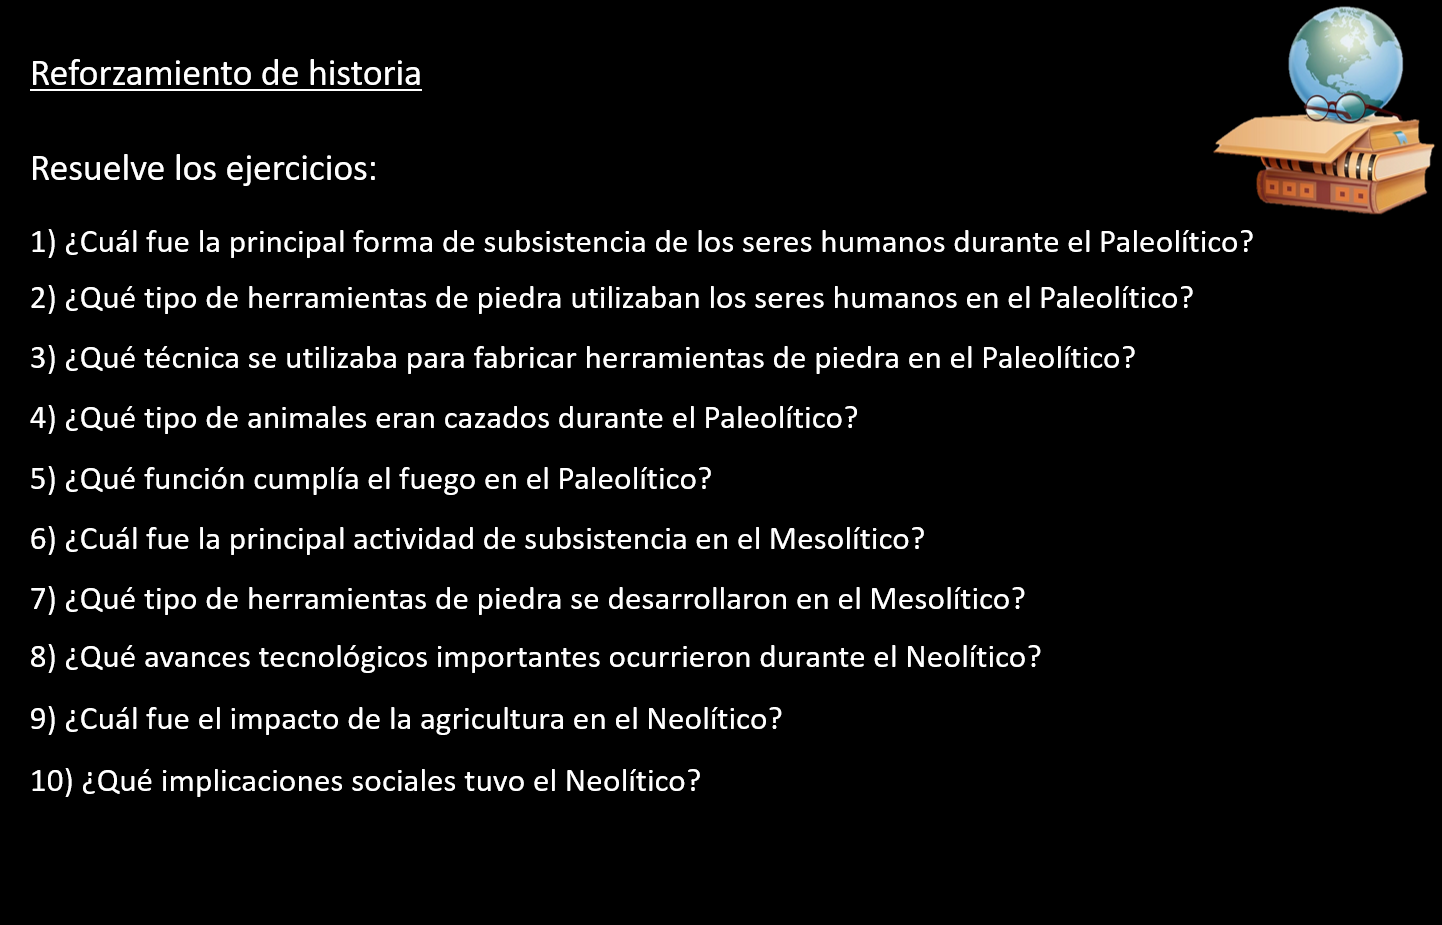 Reforzamiento de historia
Resuelve los ejercicios:
1) ¿Cuál fue la principal forma de subsistencia de los seres humanos durante el Paleolítico?
2) ¿Qué tipo de herramientas de piedra utilizaban los seres humanos en el Paleolítico?
3) ¿Qué técnica se utilizaba para fabricar herramientas de piedra en el Paleolítico?
4) ¿Qué tipo de animales eran cazados durante el Paleolítico?
5) ¿Qué función cumplía el fuego en el Paleolítico?
6) ¿Cuál fue la principal actividad de subsistencia en el Mesolítico?
7) ¿Qué tipo de herramientas de piedra se desarrollaron en el Mesolítico?
8) ¿Qué avances tecnológicos importantes ocurrieron durante el Neolítico?
9) ¿Cuál fue el impacto de la agricultura en el Neolítico?
10) ¿Qué implicaciones sociales tuvo el Neolítico?